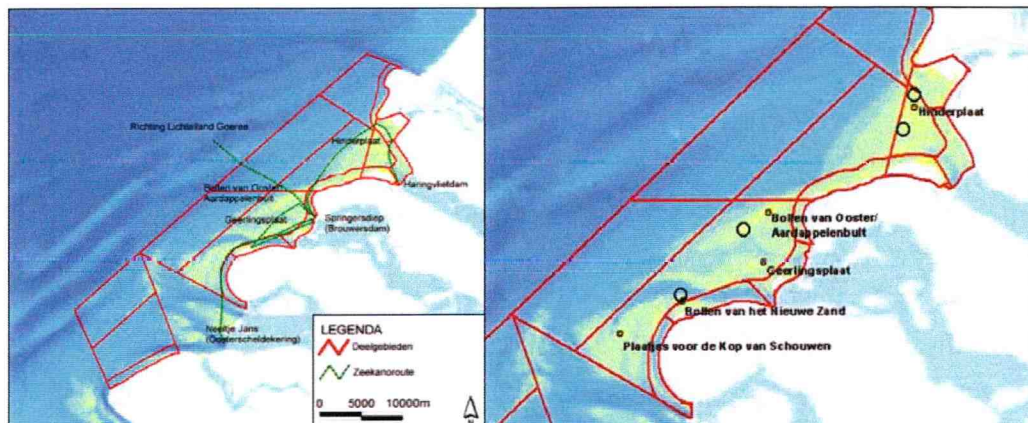 Richting Lichteiland Goeree
Hinderplaat
Haringvlietdam
Bollen van Ooster/
Aardappelenbult
Geerlingsplaat
Springersdiep
(Brouwersdam)
Neeltje Jans
(Oosterscheldekering)
LEGENDA
Deelgebieden
Zeekanoroute
0 5000 10000m
N
Hinderplaat
Bollen van Ooster/
Aardappelenbult
Geerlingsplaat
Bollen van het Nieuwe Zand
Plaatjes voor de Kop van Schouwen